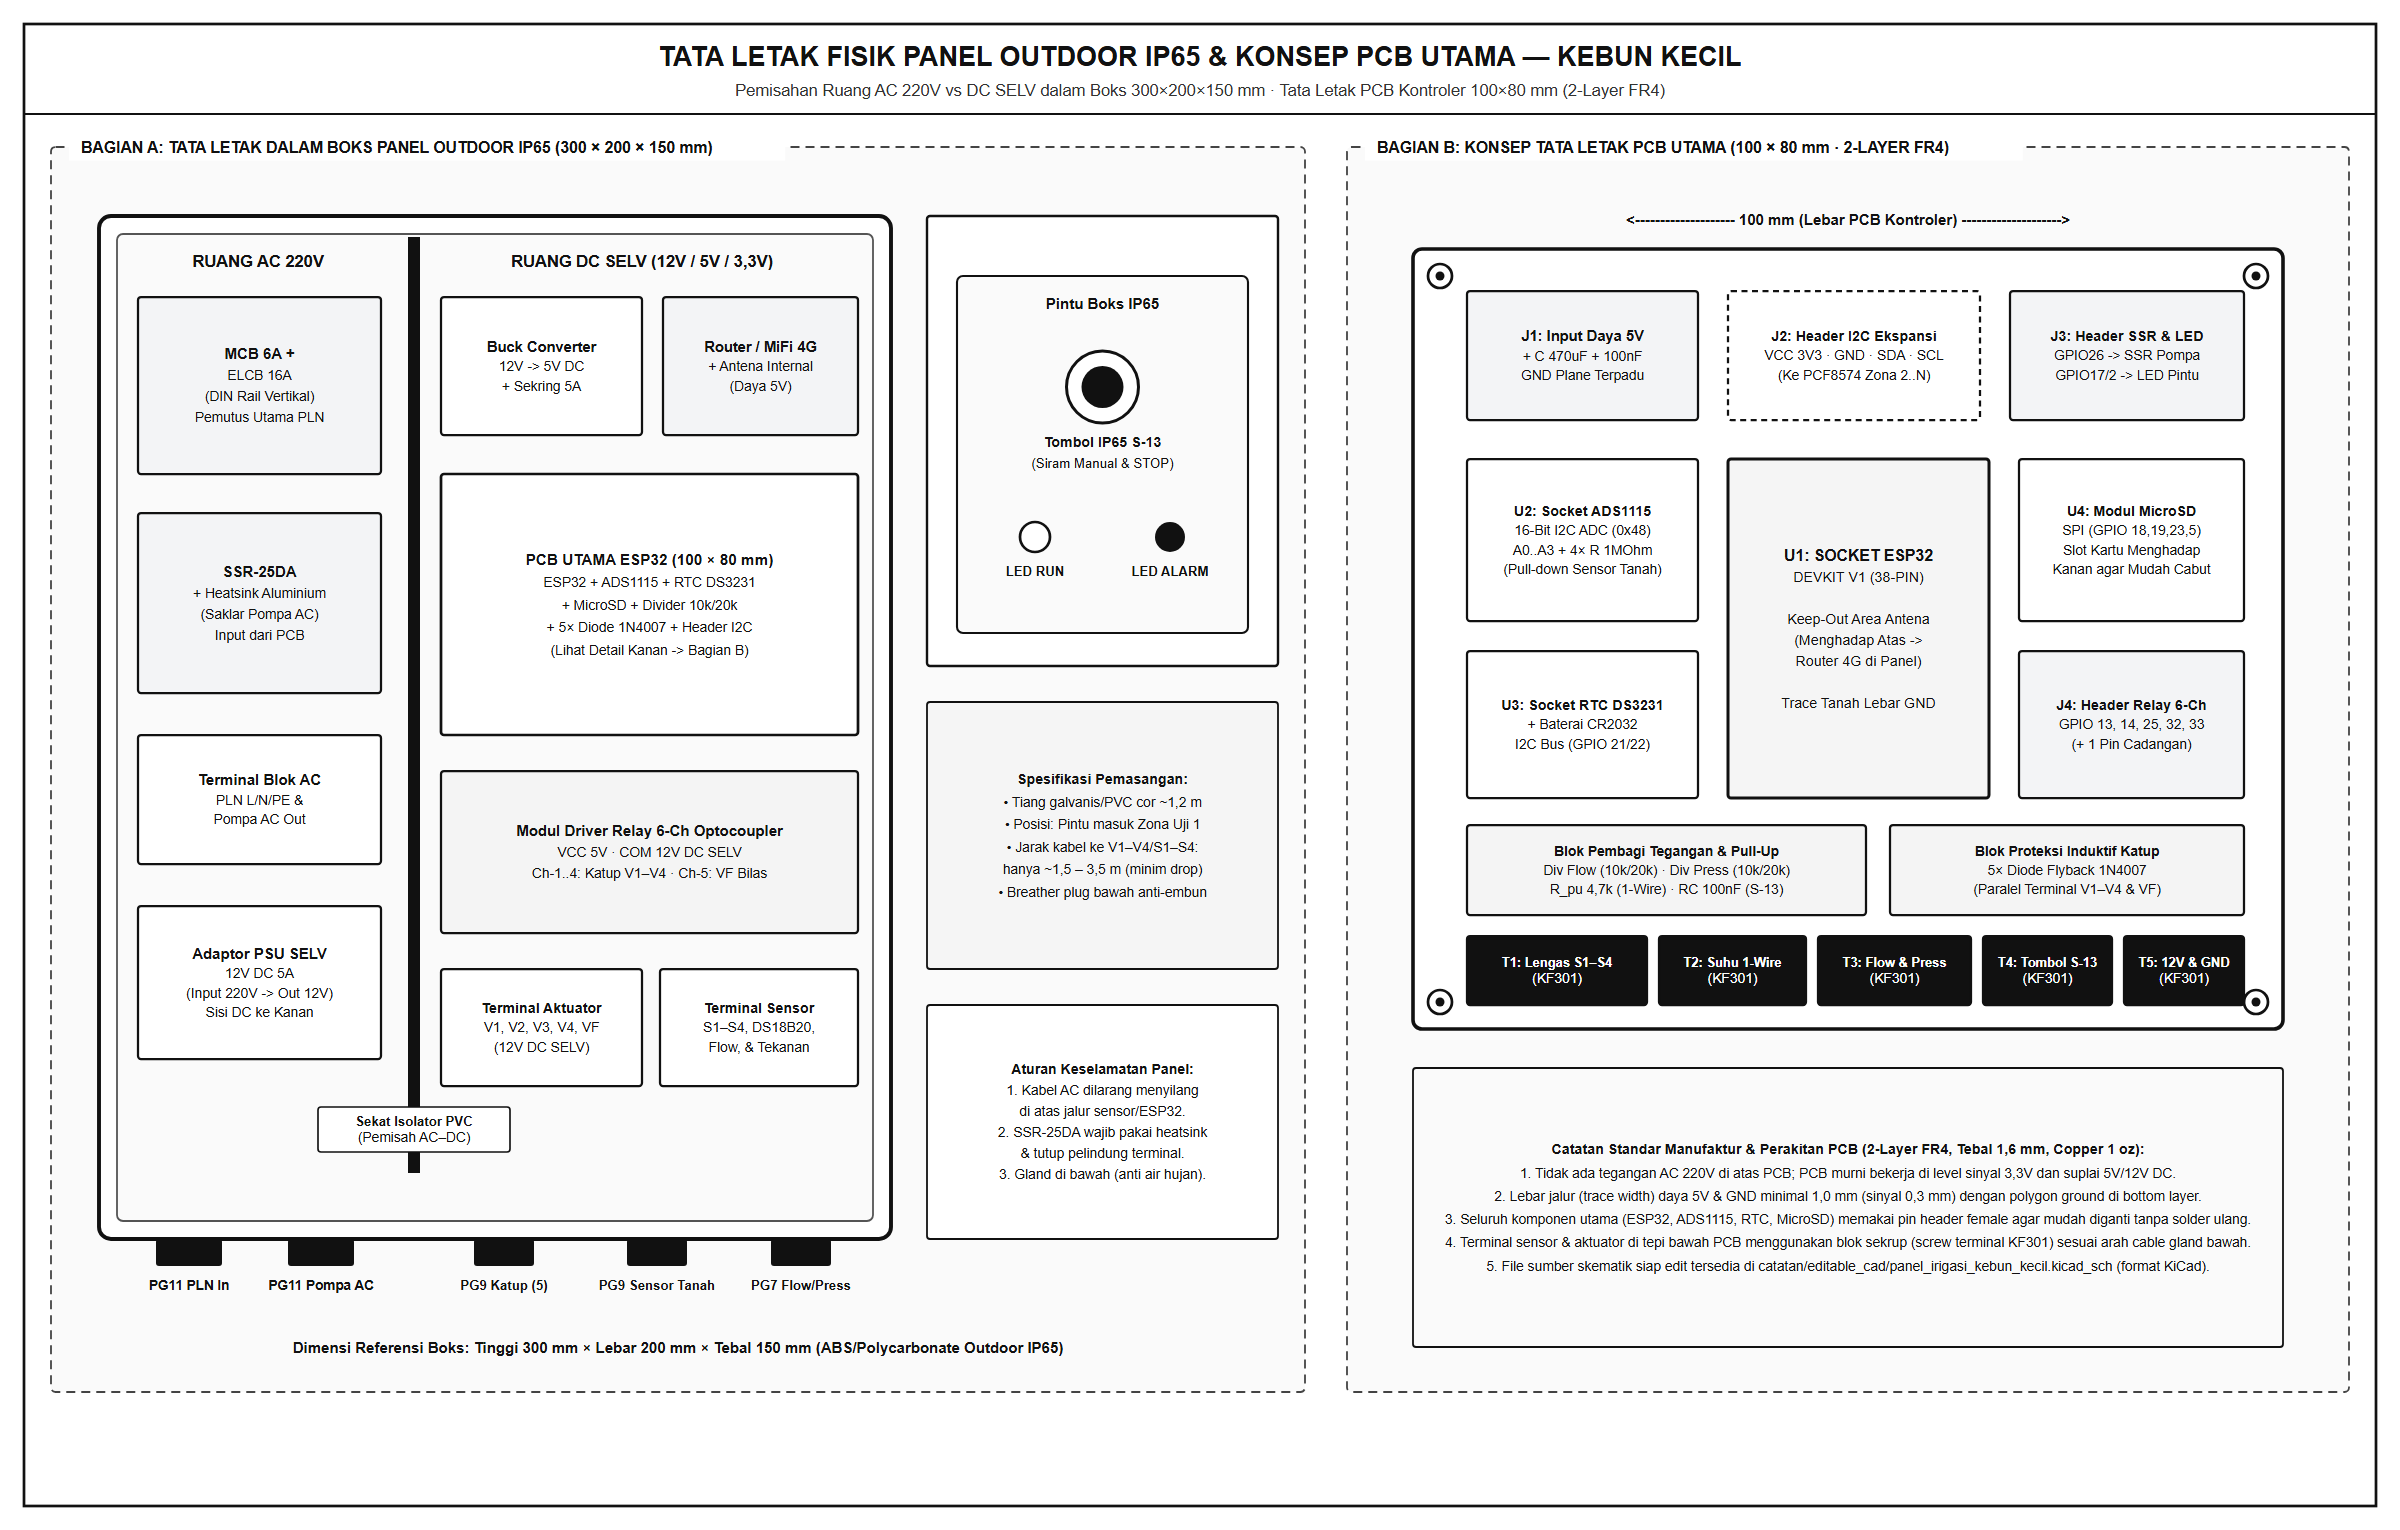 TATA LETAK FISIK PANEL OUTDOOR IP65 & KONSEP PCB UTAMA — KEBUN KECIL
Pemisahan Ruang AC 220V vs DC SELV dalam Boks 300×200×150 mm · Tata Letak PCB Kontroler 100×80 mm (2-Layer FR4)
BAGIAN A: TATA LETAK DALAM BOKS PANEL OUTDOOR IP65 (300 × 200 × 150 mm)
RUANG AC 220V
MCB 6A +
ELCB 16A
(DIN Rail Vertikal)
Pemutus Utama PLN
SSR-25DA
+ Heatsink Aluminium
(Saklar Pompa AC)
Input dari PCB
Terminal Blok AC
PLN L/N/PE &
Pompa AC Out
Adaptor PSU SELV
12V DC 5A
(Input 220V -> Out 12V)
Sisi DC ke Kanan
Sekat Isolator PVC
(Pemisah AC–DC)
RUANG DC SELV (12V / 5V / 3,3V)
Buck Converter
12V -> 5V DC
+ Sekring 5A
Router / MiFi 4G
+ Antena Internal
(Daya 5V)
PCB UTAMA ESP32 (100 × 80 mm)
ESP32 + ADS1115 + RTC DS3231
+ MicroSD + Divider 10k/20k
+ 5× Diode 1N4007 + Header I2C
(Lihat Detail Kanan -> Bagian B)
Modul Driver Relay 6-Ch Optocoupler
VCC 5V · COM 12V DC SELV
Ch-1..4: Katup V1–V4 · Ch-5: VF Bilas
Terminal Aktuator
V1, V2, V3, V4, VF
(12V DC SELV)
Terminal Sensor
S1–S4, DS18B20,
Flow, & Tekanan
PG11 PLN In
PG11 Pompa AC
PG9 Katup (5)
PG9 Sensor Tanah
PG7 Flow/Press
Dimensi Referensi Boks: Tinggi 300 mm × Lebar 200 mm × Tebal 150 mm (ABS/Polycarbonate Outdoor IP65)
Pintu Boks IP65
Tombol IP65 S-13
(Siram Manual & STOP)
LED RUN
LED ALARM
Spesifikasi Pemasangan:
• Tiang galvanis/PVC cor ~1,2 m
• Posisi: Pintu masuk Zona Uji 1
• Jarak kabel ke V1–V4/S1–S4:
hanya ~1,5 – 3,5 m (minim drop)
• Breather plug bawah anti-embun
Aturan Keselamatan Panel:
1. Kabel AC dilarang menyilang
di atas jalur sensor/ESP32.
2. SSR-25DA wajib pakai heatsink
& tutup pelindung terminal.
3. Gland di bawah (anti air hujan).
BAGIAN B: KONSEP TATA LETAK PCB UTAMA (100 × 80 mm · 2-LAYER FR4)
<-------------------- 100 mm (Lebar PCB Kontroler) -------------------->
J1: Input Daya 5V
+ C 470uF + 100nF
GND Plane Terpadu
J2: Header I2C Ekspansi
VCC 3V3 · GND · SDA · SCL
(Ke PCF8574 Zona 2..N)
J3: Header SSR & LED
GPIO26 -> SSR Pompa
GPIO17/2 -> LED Pintu
U2: Socket ADS1115
16-Bit I2C ADC (0x48)
A0..A3 + 4× R 1MOhm
(Pull-down Sensor Tanah)
U1: SOCKET ESP32
DEVKIT V1 (38-PIN)
Keep-Out Area Antena
(Menghadap Atas ->
Router 4G di Panel)
Trace Tanah Lebar GND
U4: Modul MicroSD
SPI (GPIO 18,19,23,5)
Slot Kartu Menghadap
Kanan agar Mudah Cabut
U3: Socket RTC DS3231
+ Baterai CR2032
I2C Bus (GPIO 21/22)
J4: Header Relay 6-Ch
GPIO 13, 14, 25, 32, 33
(+ 1 Pin Cadangan)
Blok Pembagi Tegangan & Pull-Up
Div Flow (10k/20k) · Div Press (10k/20k)
R_pu 4,7k (1-Wire) · RC 100nF (S-13)
Blok Proteksi Induktif Katup
5× Diode Flyback 1N4007
(Paralel Terminal V1–V4 & VF)
T1: Lengas S1–S4
(KF301)
T2: Suhu 1-Wire
(KF301)
T3: Flow & Press
(KF301)
T4: Tombol S-13
(KF301)
T5: 12V & GND
(KF301)
Catatan Standar Manufaktur & Perakitan PCB (2-Layer FR4, Tebal 1,6 mm, Copper 1 oz):
1. Tidak ada tegangan AC 220V di atas PCB; PCB murni bekerja di level sinyal 3,3V dan suplai 5V/12V DC.
2. Lebar jalur (trace width) daya 5V & GND minimal 1,0 mm (sinyal 0,3 mm) dengan polygon ground di bottom layer.
3. Seluruh komponen utama (ESP32, ADS1115, RTC, MicroSD) memakai pin header female agar mudah diganti tanpa solder ulang.
4. Terminal sensor & aktuator di tepi bawah PCB menggunakan blok sekrup (screw terminal KF301) sesuai arah cable gland bawah.
5. File sumber skematik siap edit tersedia di catatan/editable_cad/panel_irigasi_kebun_kecil.kicad_sch (format KiCad).